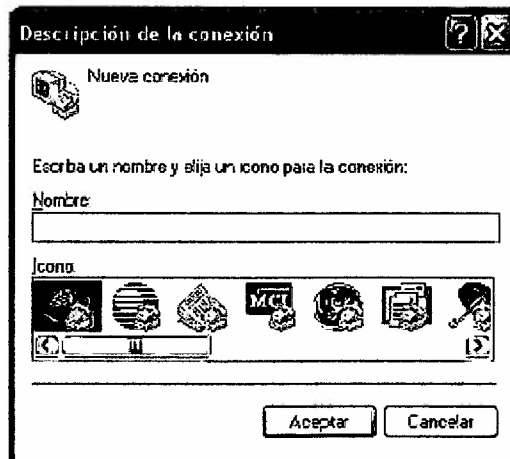 Descripción de la conexión
Nueva conexión
Escriba un nombre y elija un icono para la conexión:
Nombre:
Icono:
MCI
Aceptar Cancelar